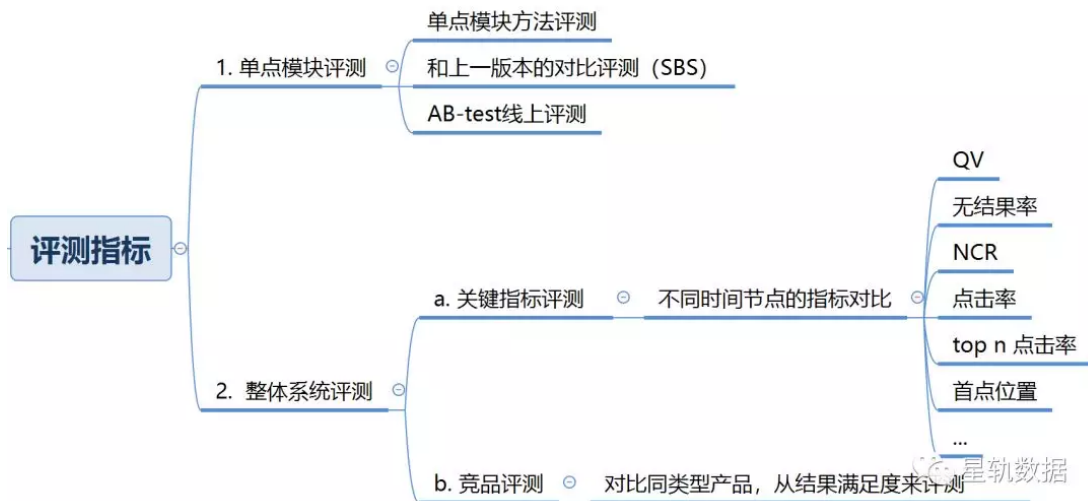 评测指标
1. 单点模块评测
单点模块方法评测
和上一版本的对比评测（SBS）
AB-test线上评测
2. 整体系统评测
a. 关键指标评测
不同时间节点的指标对比
QV
无结果率
NCR
点击率
top n 点击率
首点位置
...
b. 竞品评测
对比同类型产品，从结果满足度来评测
星轨数据